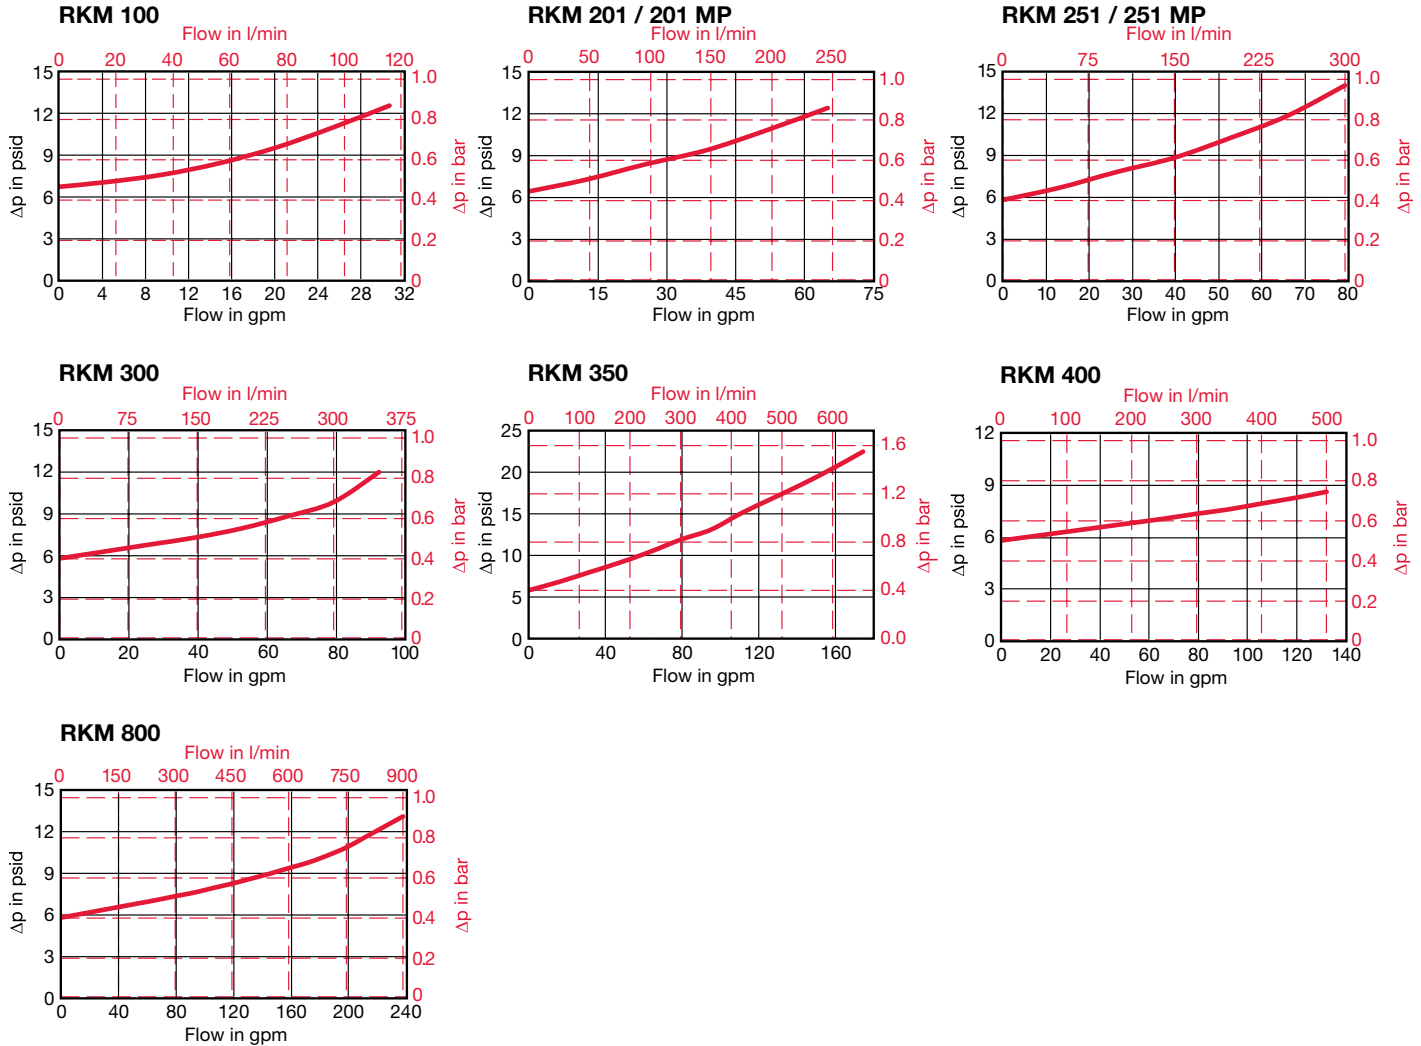 RKM 100
Flow in l/min
0 20 40 60 80 100 120
15 12 9 6 3 0
Δp in psid
1.0 0.8 0.6 0.4 0.2 0
Δp in bar
0 4 8 12 16 20 24 28 32
Flow in gpm
RKM 201 / 201 MP
Flow in l/min
0 50 100 150 200 250
15 12 9 6 3 0
Δp in psid
1.0 0.8 0.6 0.4 0.2 0
Δp in bar
0 15 30 45 60 75
Flow in gpm
RKM 251 / 251 MP
Flow in l/min
0 75 150 225 300
15 12 9 6 3 0
Δp in psid
1.0 0.8 0.6 0.4 0.2 0
Δp in bar
0 10 20 30 40 50 60 70 80
Flow in gpm
RKM 300
Flow in l/min
0 75 150 225 300 375
15 12 9 6 3 0
Δp in psid
1.0 0.8 0.6 0.4 0.2 0
Δp in bar
0 20 40 60 80 100
Flow in gpm
RKM 350
Flow in l/min
0 100 200 300 400 500 600
25 20 15 10 5 0
Δp in psid
1.6 1.2 0.8 0.4 0.0
Δp in bar
0 40 80 120 160
Flow in gpm
RKM 400
Flow in l/min
0 100 200 300 400 500
12 9 6 3 0
Δp in psid
1.0 0.8 0.6 0.4 0.2 0
Δp in bar
0 20 40 60 80 100 120 140
Flow in gpm
RKM 800
Flow in l/min
0 150 300 450 600 750 900
15 12 9 6 3 0
Δp in psid
1.0 0.8 0.6 0.4 0.2 0
Δp in bar
0 40 80 120 160 200 240
Flow in gpm